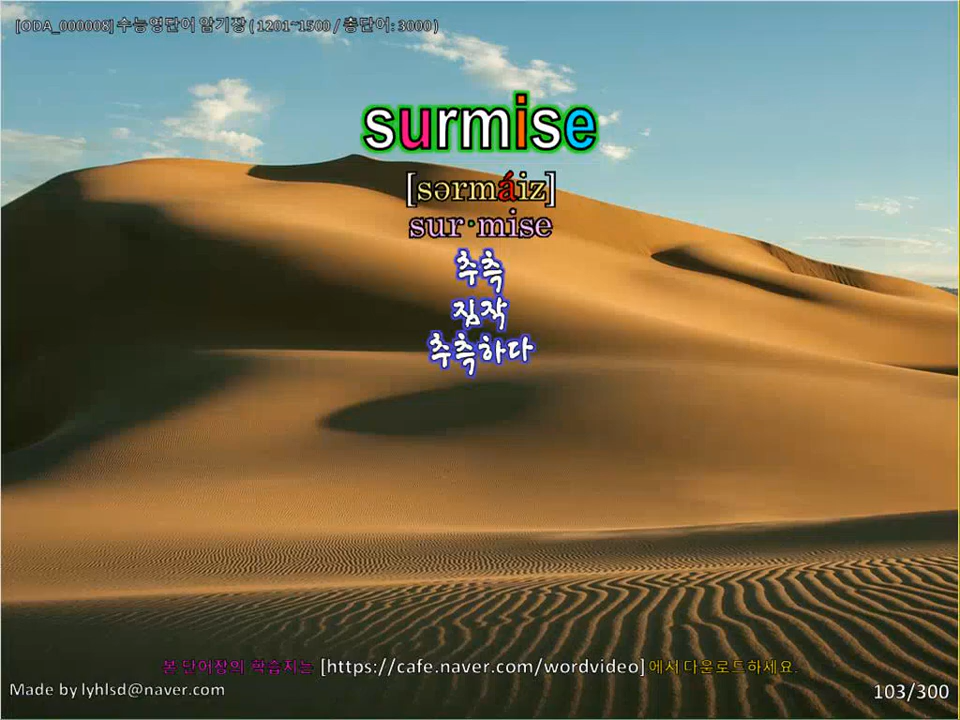 [ODA_000008] 수능영단어 암기장 ( 1201~1500 / 총단어: 3000 )
surmise
[sərmáiz]
sur·mise
추측
짐작
추측하다
본 단어장의 학습지는 [https://cafe.naver.com/wordvideo] 에서 다운로드하세요.
Made by lyhlsd@naver.com
103/300